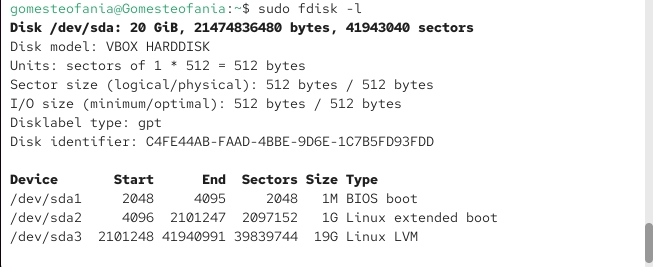 gomesteofania@Gomesteofania:~$ sudo fdisk -l
Disk /dev/sda: 20 GiB, 21474836480 bytes, 41943040 sectors
Disk model: VBOX HARDDISK
Units: sectors of 1 * 512 = 512 bytes
Sector size (logical/physical): 512 bytes / 512 bytes
I/O size (minimum/optimal): 512 bytes / 512 bytes
Disklabel type: gpt
Disk identifier: C4FE44AB-FAAD-4BBE-9D6E-1C7B5FD93FDD

Device       Start      End  Sectors Size Type
/dev/sda1     2048     4095     2048   1M BIOS boot
/dev/sda2     4096  2101247  2097152   1G Linux extended boot
/dev/sda3  2101248 41940991 39839744  19G Linux LVM